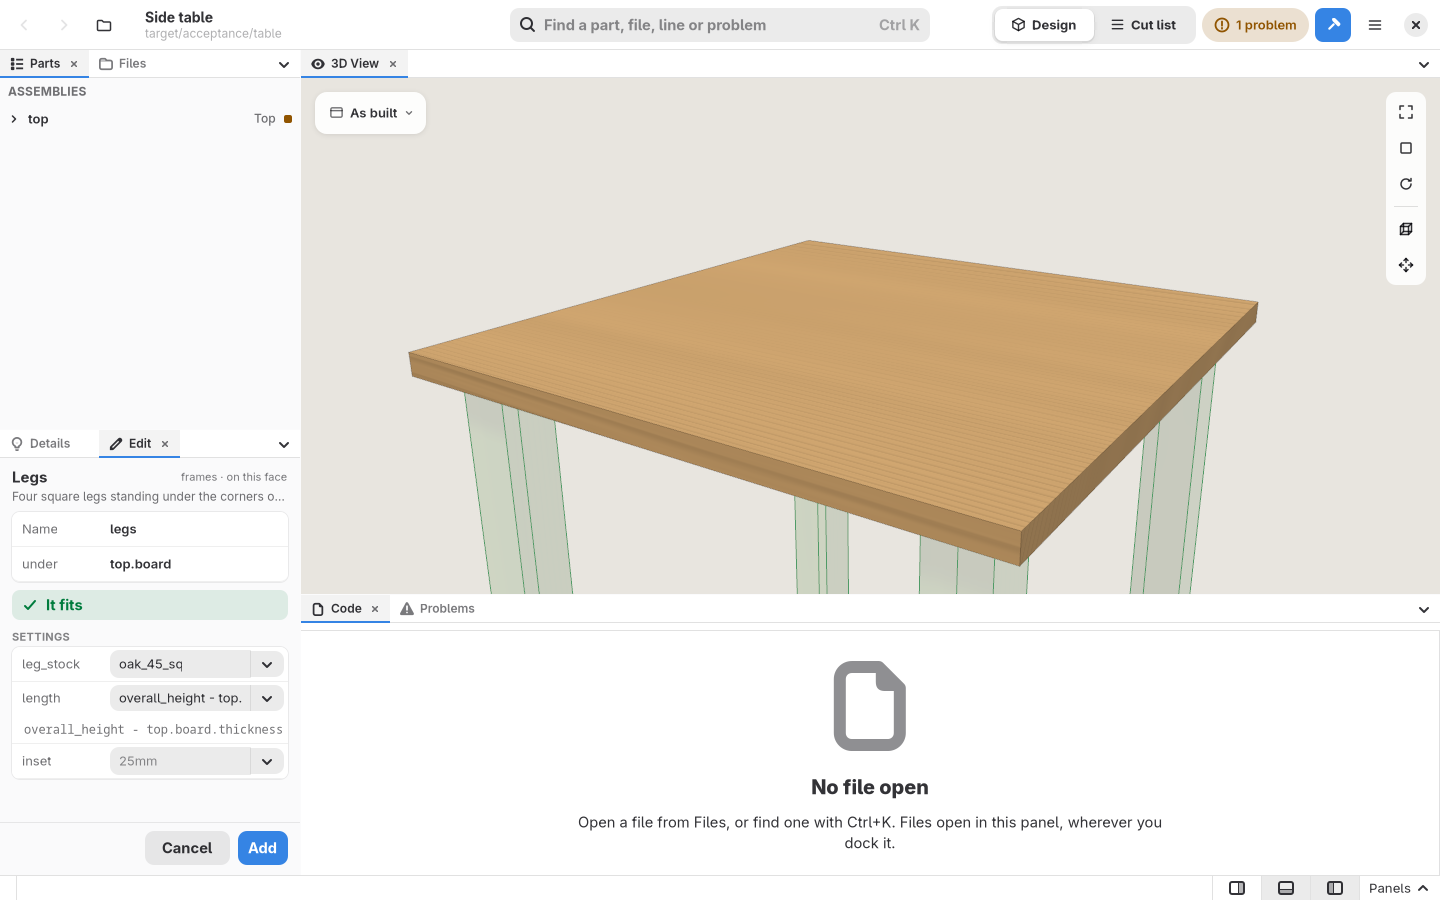 Side table
target/acceptance/table
Find a part, file, line or problem
Ctrl K
Design
Cut list
1 problem
Parts
Files
3D View
ASSEMBLIES
top
Top
As built
Details
Edit
Legs
frames · on this face
Four square legs standing under the corners o...
Name
legs
under
top.board
It fits
SETTINGS
leg_stock
oak_45_sq
length
overall_height - top.
overall_height - top.board.thickness
inset
25mm
Cancel
Add
Code
Problems
No file open
Open a file from Files, or find one with Ctrl+K. Files open in this panel, wherever you
dock it.
Panels